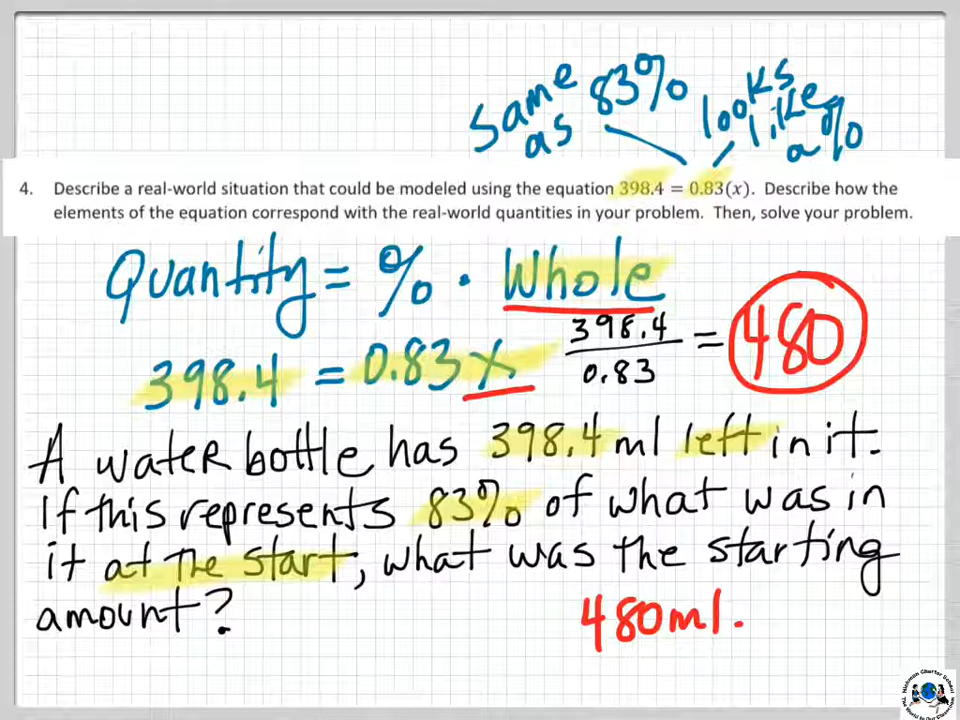 same as 83%
looks like a %
4. Describe a real-world situation that could be modeled using the equation 398.4 = 0.83(x). Describe how the
elements of the equation correspond with the real-world quantities in your problem. Then, solve your problem.
Quantity = % · Whole
398.4 = 0.83x
398.4
0.83
= 480
A water bottle has 398.4 ml left in it.
If this represents 83% of what was in
it at the start, what was the starting
amount?
480ml.